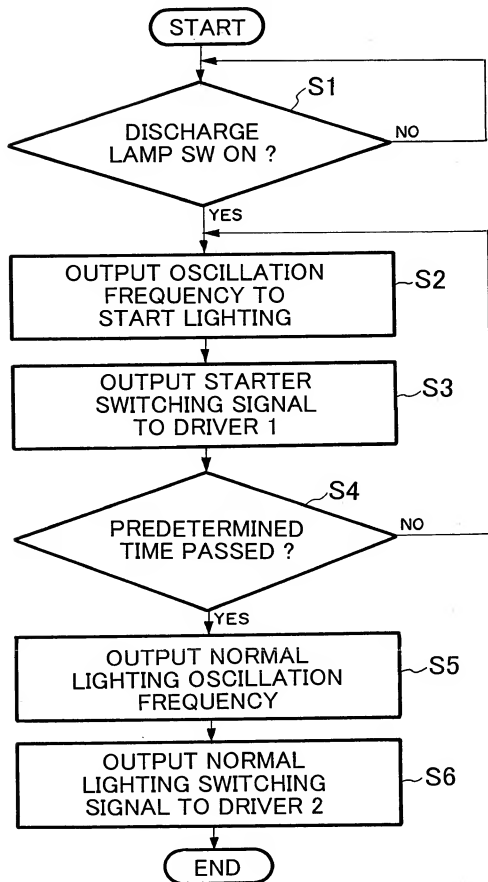 START
S1
DISCHARGE
LAMP SW ON ?
NO
YES
OUTPUT OSCILLATION
FREQUENCY TO
START LIGHTING
S2
OUTPUT STARTER
SWITCHING SIGNAL
TO DRIVER 1
S3
S4
PREDETERMINED
TIME PASSED ?
NO
YES
OUTPUT NORMAL
LIGHTING OSCILLATION
FREQUENCY
S5
OUTPUT NORMAL
LIGHTING SWITCHING
SIGNAL TO DRIVER 2
S6
END